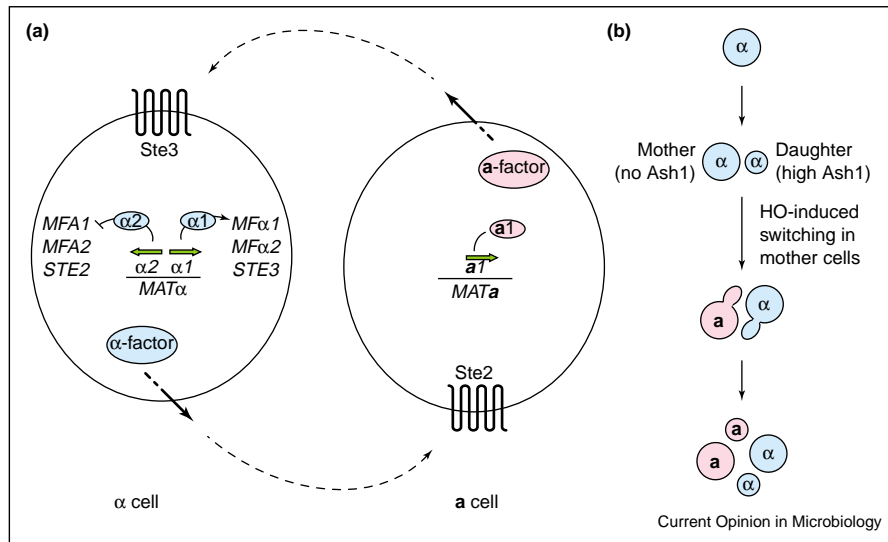 (a)
Ste3
a-factor
MFA1
MFA2
STE2
α2
α1
MFα1
MFα2
STE3
α2 α1
MATα
α-factor
a1
a1
MATa
Ste2
α cell
a cell
(b)
α
Mother
(no Ash1)
α
α
Daughter
(high Ash1)
HO-induced
switching in
mother cells
a
α
a
a
α
α
Current Opinion in Microbiology